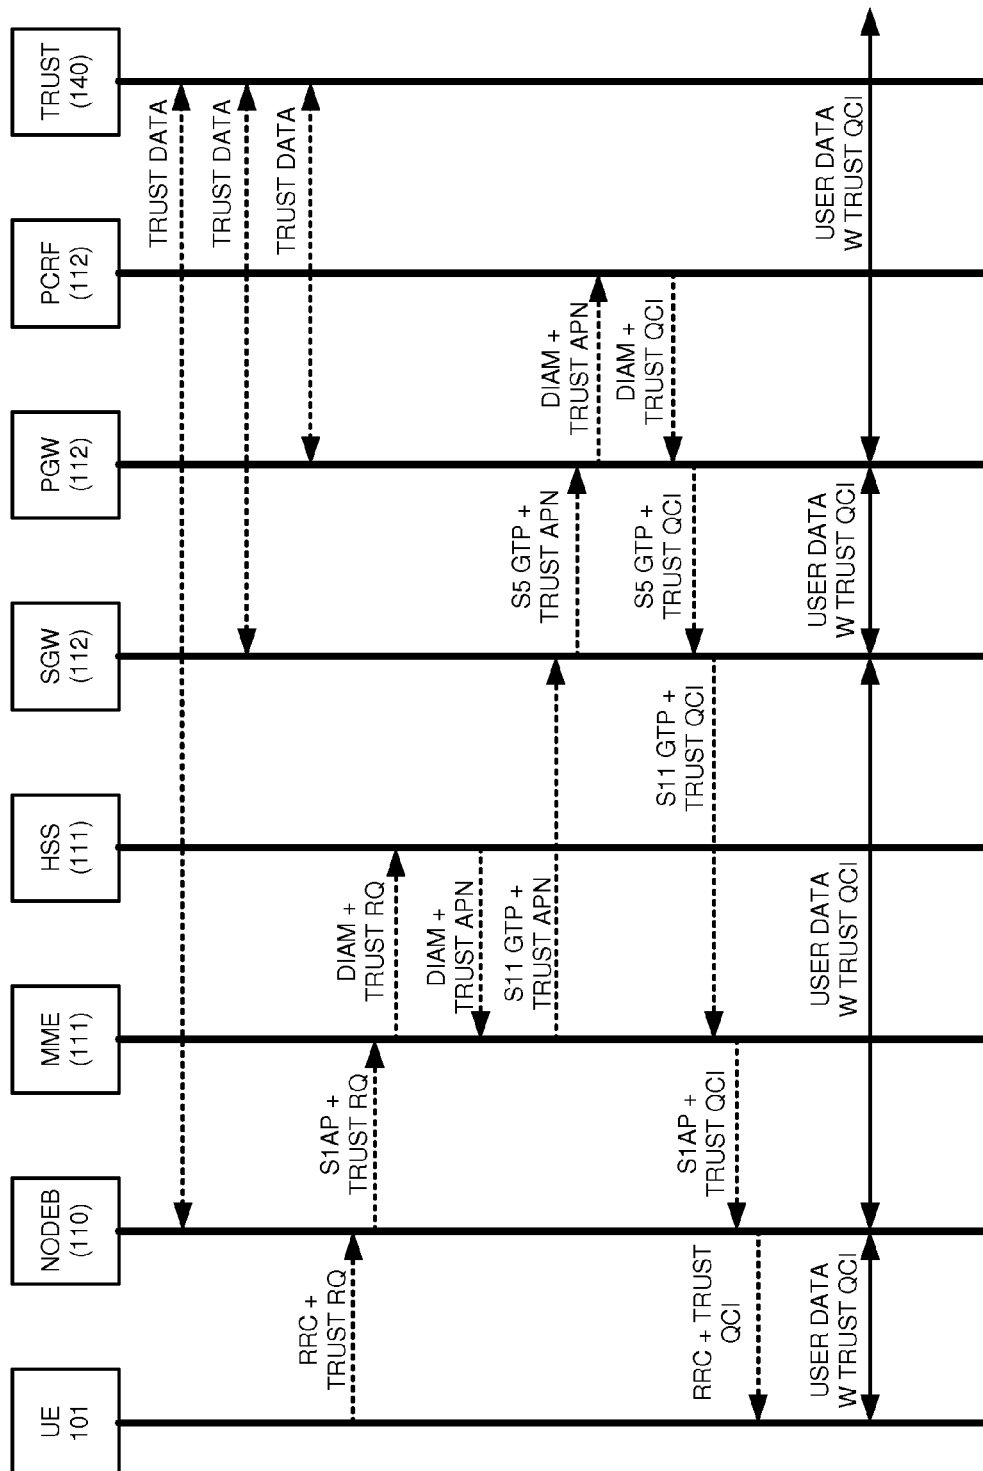 UE
101
NODEB
(110)
MME
(111)
HSS
(111)
SGW
(112)
PGW
(112)
PCRF
(112)
TRUST
(140)
TRUST DATA
TRUST DATA
TRUST DATA
RRC +
TRUST RQ
S1AP +
TRUST RQ
DIAM +
TRUST RQ
DIAM +
TRUST APN
S11 GTP +
TRUST APN
S5 GTP +
TRUST APN
DIAM +
TRUST APN
DIAM +
TRUST QCI
S5 GTP +
TRUST QCI
S11 GTP +
TRUST QCI
S1AP +
TRUST QCI
RRC + TRUST
QCI
USER DATA
W TRUST QCI
USER DATA
W TRUST QCI
USER DATA
W TRUST QCI
USER DATA
W TRUST QCI